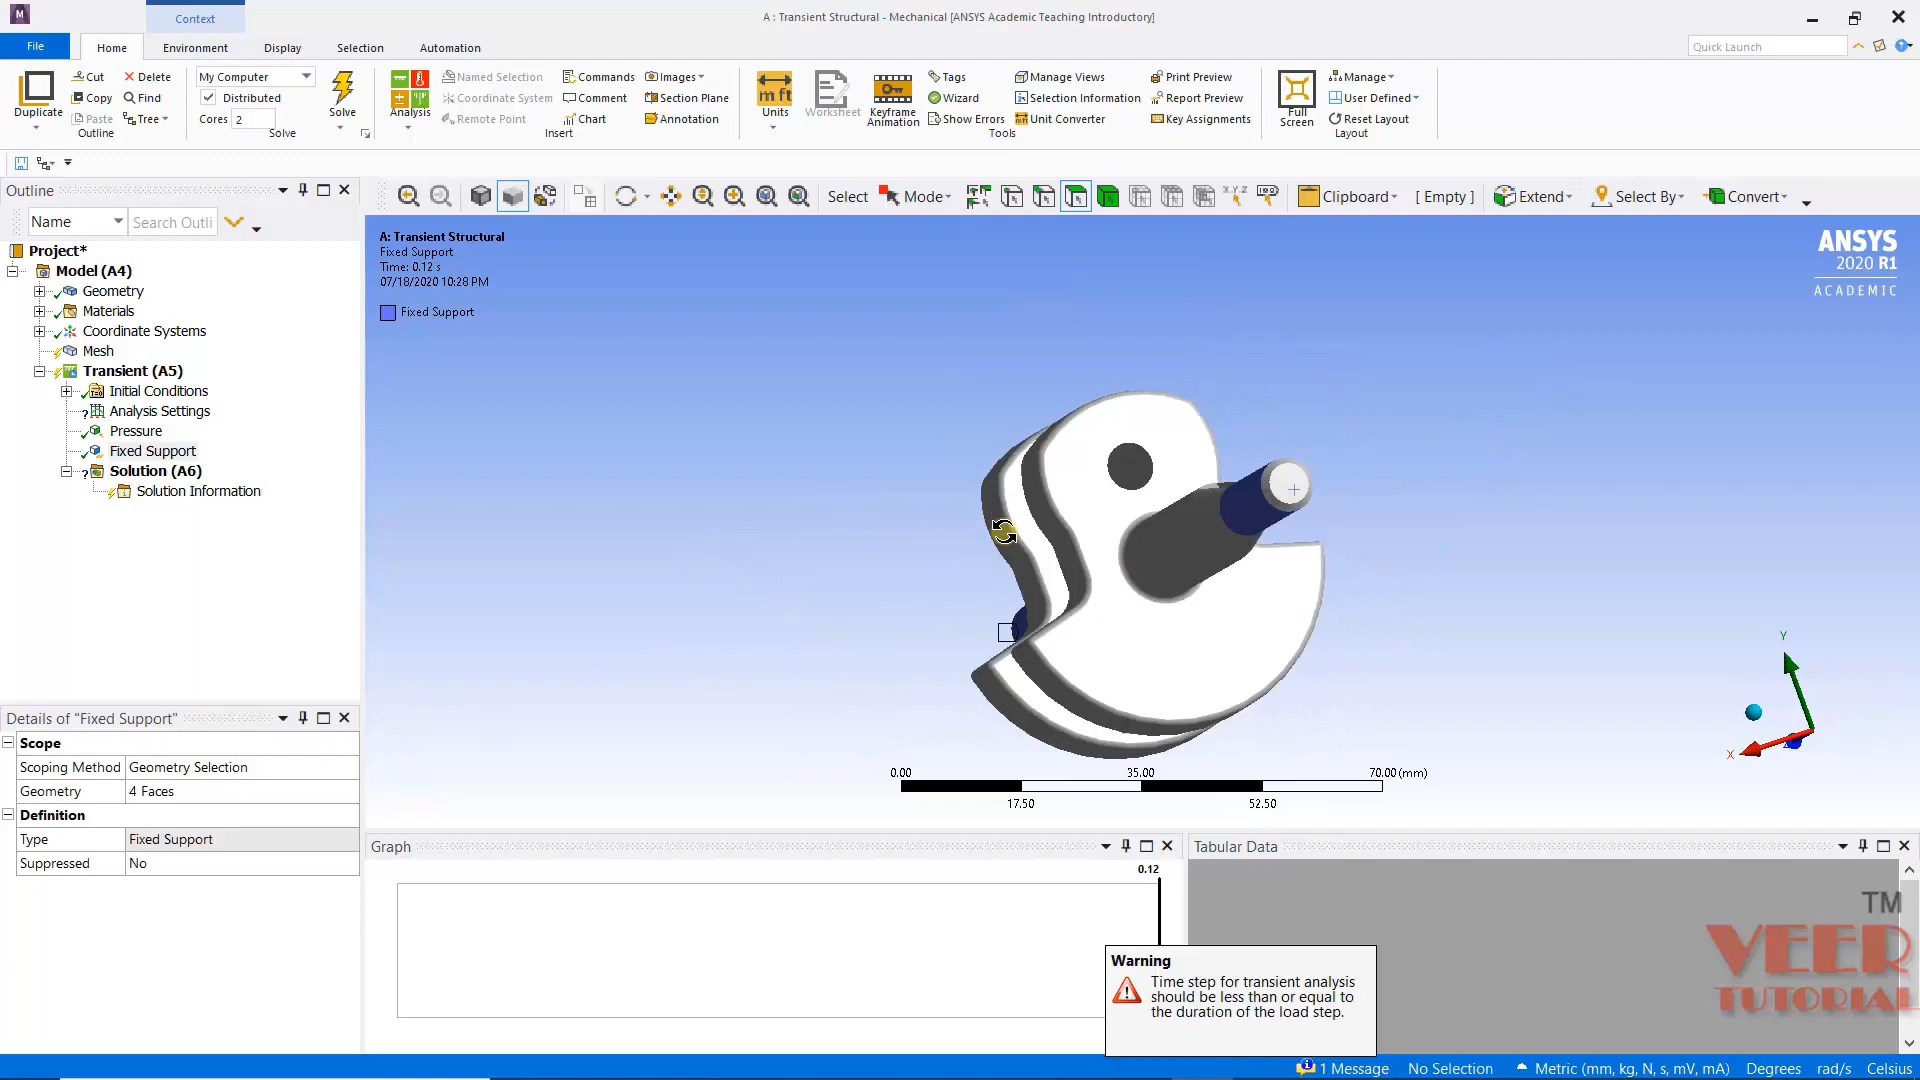 Context
A : Transient Structural - Mechanical [ANSYS Academic Teaching Introductory]
File Home Environment Display Selection Automation
Quick Launch
Duplicate
Cut
Copy
Paste
Delete
Find
Tree
Outline
My Computer
Distributed
Cores 2
Solve
Solve
Analysis
Named Selection
Coordinate System
Remote Point
Commands
Comment
Chart
Images
Section Plane
Annotation
Insert
m ft
Units
Worksheet
Keyframe
Animation
Tags
Wizard
Show Errors
Manage Views
Selection Information
Unit Converter
Print Preview
Report Preview
Key Assignments
Tools
Full
Screen
Manage
User Defined
Reset Layout
Layout
Outline
Name
Search Outli
Select Mode
Clipboard [ Empty ] Extend Select By Convert
Project*
Model (A4)
Geometry
Materials
Coordinate Systems
Mesh
Transient (A5)
Initial Conditions
Analysis Settings
Pressure
Fixed Support
Solution (A6)
Solution Information
A: Transient Structural
Fixed Support
Time: 0.12 s
07/18/2020 10:28 PM
Fixed Support
ANSYS
2020 R1
ACADEMIC
Y
X
0.00 35.00 70.00 (mm)
17.50 52.50
Details of "Fixed Support"
Scope
Scoping Method Geometry Selection
Geometry 4 Faces
Definition
Type Fixed Support
Suppressed No
Graph
0.12
Tabular Data
Warning
Time step for transient analysis
should be less than or equal to
the duration of the load step.
TM
VEER
TUTORIAL
1 Message No Selection Metric (mm, kg, N, s, mV, mA) Degrees rad/s Celsius